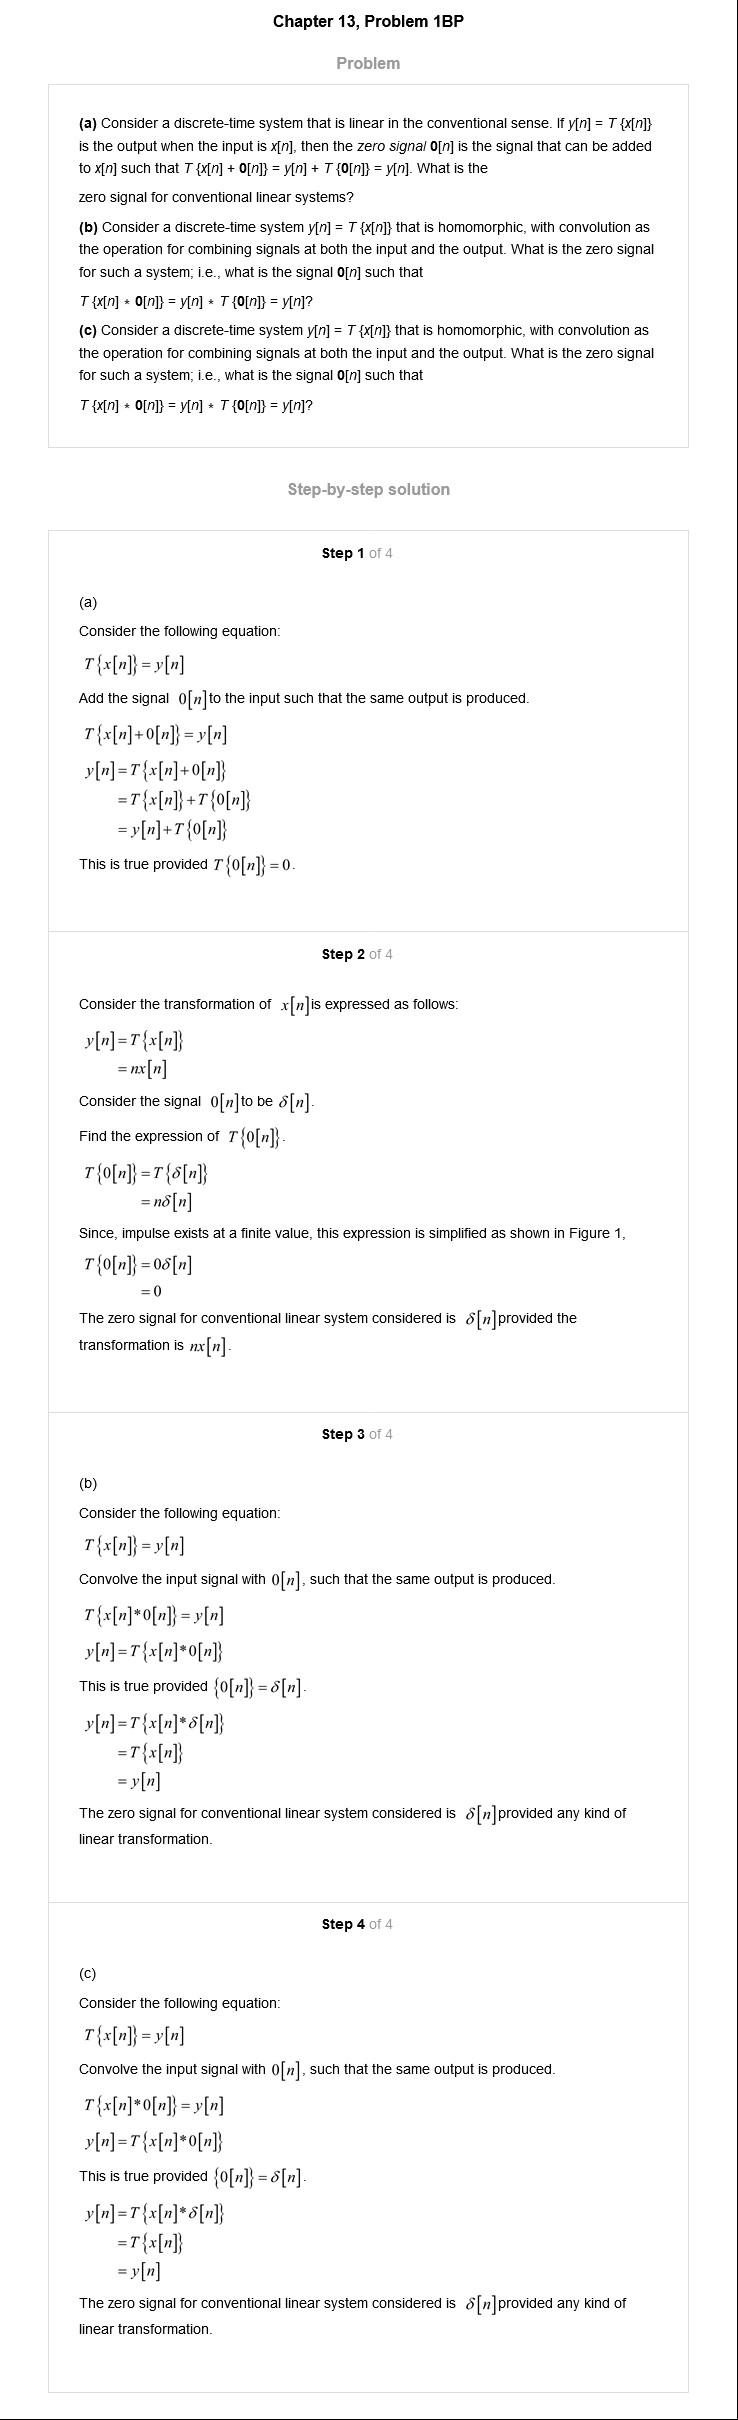 Chapter 13, Problem 1BP
Problem
(a) Consider a discrete-time system that is linear in the conventional sense. If y[n] = T {x[n]}
is the output when the input is x[n], then the zero signal 0[n] is the signal that can be added
to x[n] such that T {x[n] + 0[n]} = y[n] + T {0[n]} = y[n]. What is the
zero signal for conventional linear systems?
(b) Consider a discrete-time system y[n] = T {x[n]} that is homomorphic, with convolution as
the operation for combining signals at both the input and the output. What is the zero signal
for such a system; i.e., what is the signal 0[n] such that
T {x[n] * 0[n]} = y[n] * T {0[n]} = y[n]?
(c) Consider a discrete-time system y[n] = T {x[n]} that is homomorphic, with convolution as
the operation for combining signals at both the input and the output. What is the zero signal
for such a system; i.e., what is the signal 0[n] such that
T {x[n] * 0[n]} = y[n] * T {0[n]} = y[n]?
Step-by-step solution
Step 1 of 4
(a)
Consider the following equation:
T{x[n]} = y[n]
Add the signal 0[n] to the input such that the same output is produced.
T{x[n]+0[n]} = y[n]
y[n] = T{x[n]+0[n]}
= T{x[n]}+T{0[n]}
= y[n]+T{0[n]}
This is true provided T{0[n]} = 0.
Step 2 of 4
Consider the transformation of x[n] is expressed as follows:
y[n] = T{x[n]}
= nx[n]
Consider the signal 0[n] to be δ[n].
Find the expression of T{0[n]}.
T{0[n]} = T{δ[n]}
= nδ[n]
Since, impulse exists at a finite value, this expression is simplified as shown in Figure 1,
T{0[n]} = 0δ[n]
= 0
The zero signal for conventional linear system considered is δ[n] provided the
transformation is nx[n].
Step 3 of 4
(b)
Consider the following equation:
T{x[n]} = y[n]
Convolve the input signal with 0[n], such that the same output is produced.
T{x[n]*0[n]} = y[n]
y[n] = T{x[n]*0[n]}
This is true provided {0[n]} = δ[n].
y[n] = T{x[n]*δ[n]}
= T{x[n]}
= y[n]
The zero signal for conventional linear system considered is δ[n] provided any kind of
linear transformation.
Step 4 of 4
(c)
Consider the following equation:
T{x[n]} = y[n]
Convolve the input signal with 0[n], such that the same output is produced.
T{x[n]*0[n]} = y[n]
y[n] = T{x[n]*0[n]}
This is true provided {0[n]} = δ[n].
y[n] = T{x[n]*δ[n]}
= T{x[n]}
= y[n]
The zero signal for conventional linear system considered is δ[n] provided any kind of
linear transformation.